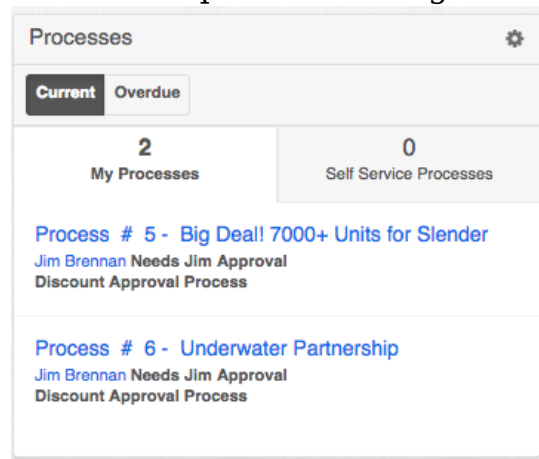 Processes
Current Overdue
2 0
My Processes Self Service Processes
Process # 5 - Big Deal! 7000+ Units for Slender
Jim Brennan Needs Jim Approval
Discount Approval Process
Process # 6 - Underwater Partnership
Jim Brennan Needs Jim Approval
Discount Approval Process